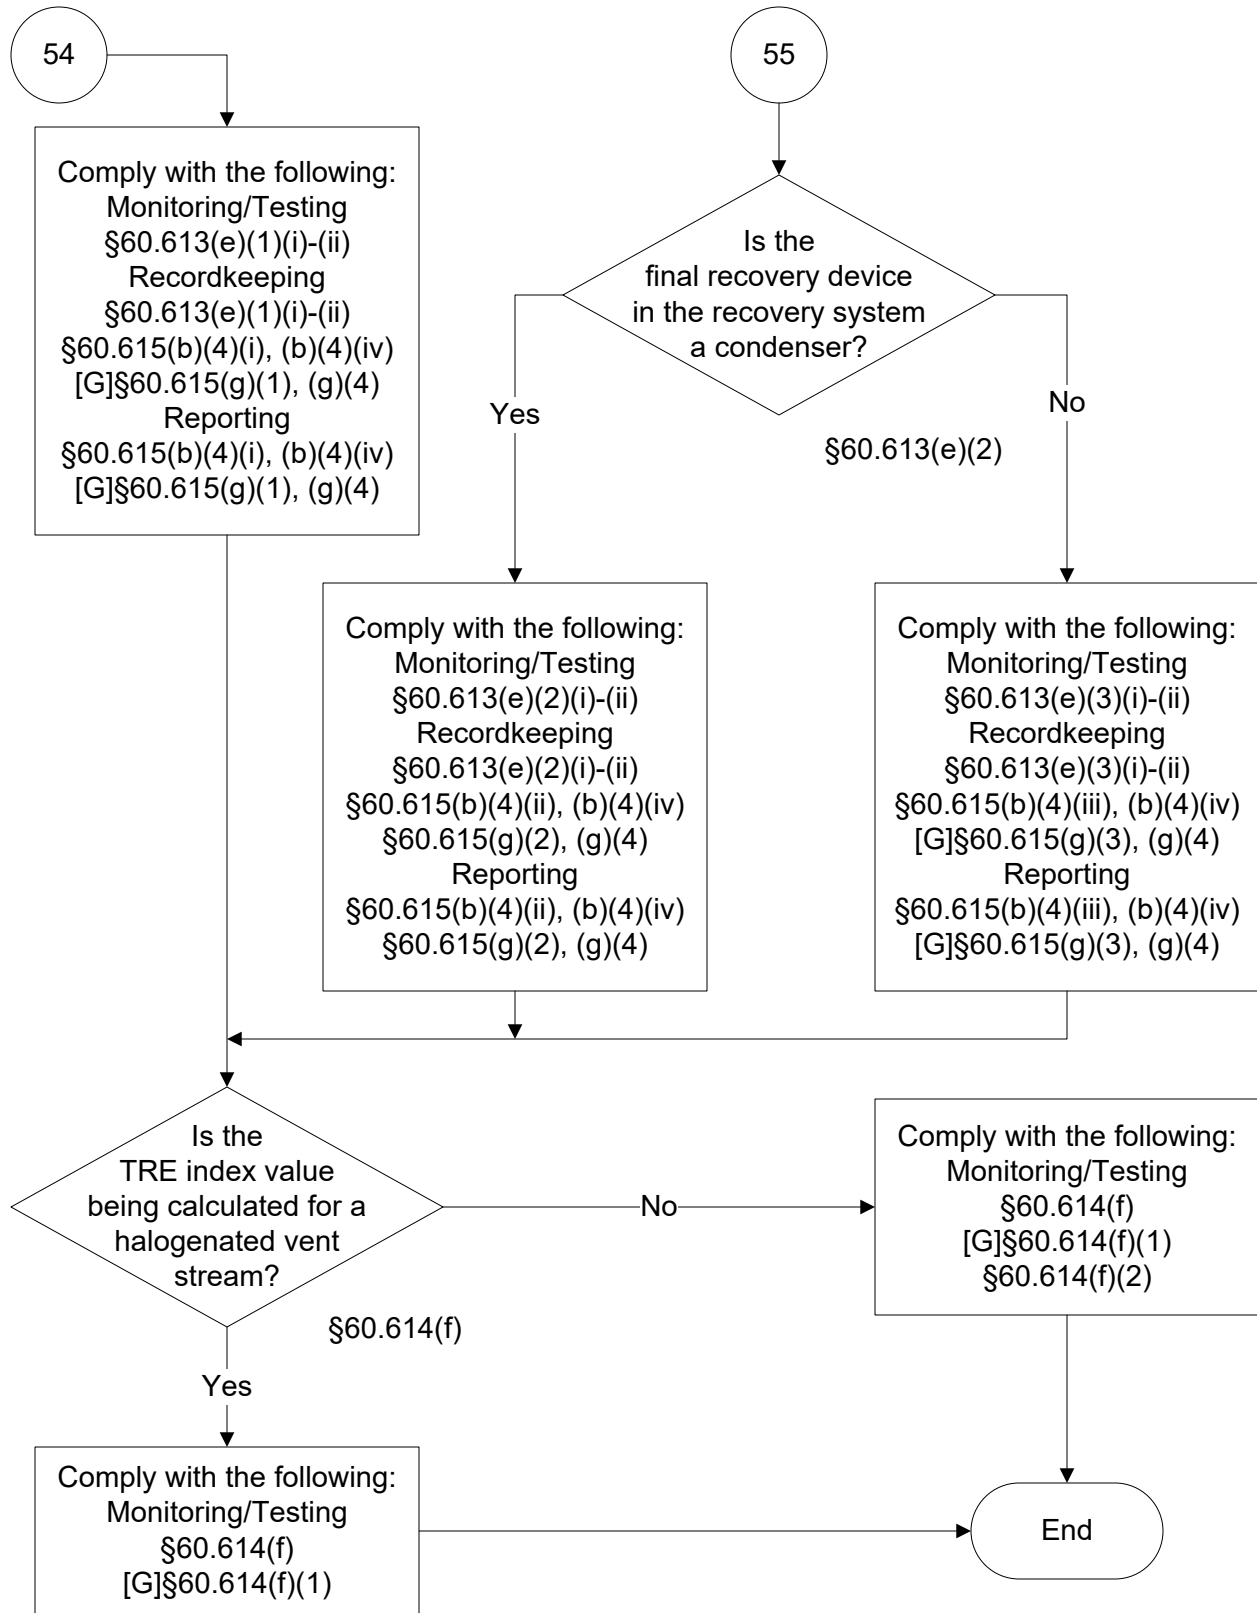 54
55
Comply with the following:
Monitoring/Testing
§60.613(e)(1)(i)-(ii)
Recordkeeping
§60.613(e)(1)(i)-(ii)
§60.615(b)(4)(i), (b)(4)(iv)
[G]§60.615(g)(1), (g)(4)
Reporting
§60.615(b)(4)(i), (b)(4)(iv)
[G]§60.615(g)(1), (g)(4)
Is the
final recovery device
in the recovery system
a condenser?
Yes
No
§60.613(e)(2)
Comply with the following:
Monitoring/Testing
§60.613(e)(2)(i)-(ii)
Recordkeeping
§60.613(e)(2)(i)-(ii)
§60.615(b)(4)(ii), (b)(4)(iv)
§60.615(g)(2), (g)(4)
Reporting
§60.615(b)(4)(ii), (b)(4)(iv)
§60.615(g)(2), (g)(4)
Comply with the following:
Monitoring/Testing
§60.613(e)(3)(i)-(ii)
Recordkeeping
§60.613(e)(3)(i)-(ii)
§60.615(b)(4)(iii), (b)(4)(iv)
[G]§60.615(g)(3), (g)(4)
Reporting
§60.615(b)(4)(iii), (b)(4)(iv)
[G]§60.615(g)(3), (g)(4)
Is the
TRE index value
being calculated for a
halogenated vent
stream?
No
§60.614(f)
Yes
Comply with the following:
Monitoring/Testing
§60.614(f)
[G]§60.614(f)(1)
§60.614(f)(2)
Comply with the following:
Monitoring/Testing
§60.614(f)
[G]§60.614(f)(1)
End